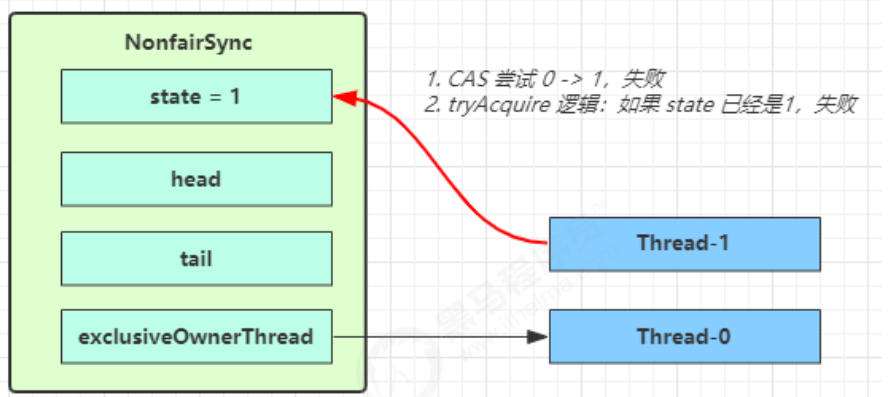 NonfairSync
state = 1
head
tail
exclusiveOwnerThread
1. CAS 尝试 0 -> 1，失败
2. tryAcquire 逻辑：如果 state 已经是1，失败
Thread-1
Thread-0
黑马程序员
www.itheima.com